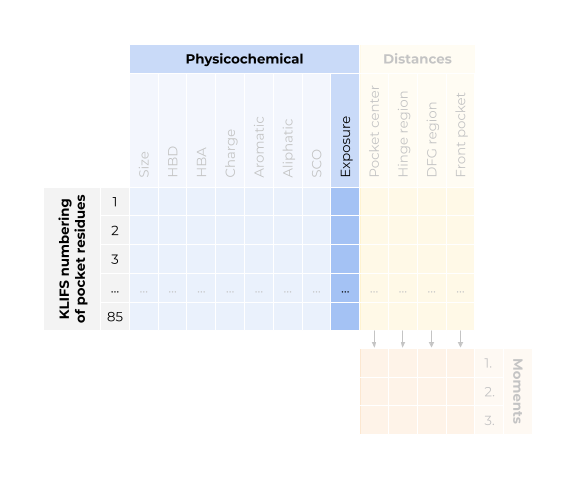 Physicochemical
Distances
Size
HBD
HBA
Charge
Aromatic
Aliphatic
SCO
Exposure
Pocket center
Hinge region
DFG region
Front pocket
KLIFS numbering
of pocket residues
1
2
3
... ... ... ... ... ... ... ... ... ... ... ... ...
85
1.
2.
3.
Moments